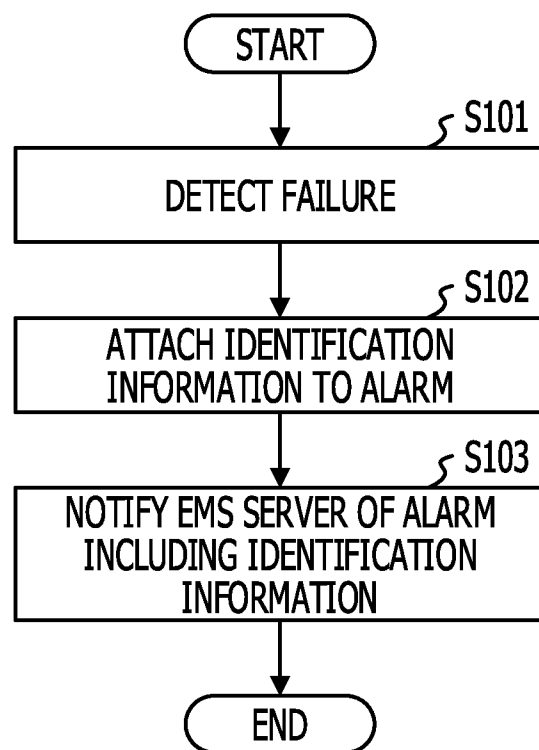 START
S101
DETECT FAILURE
S102
ATTACH IDENTIFICATION
INFORMATION TO ALARM
S103
NOTIFY EMS SERVER OF ALARM
INCLUDING IDENTIFICATION
INFORMATION
END